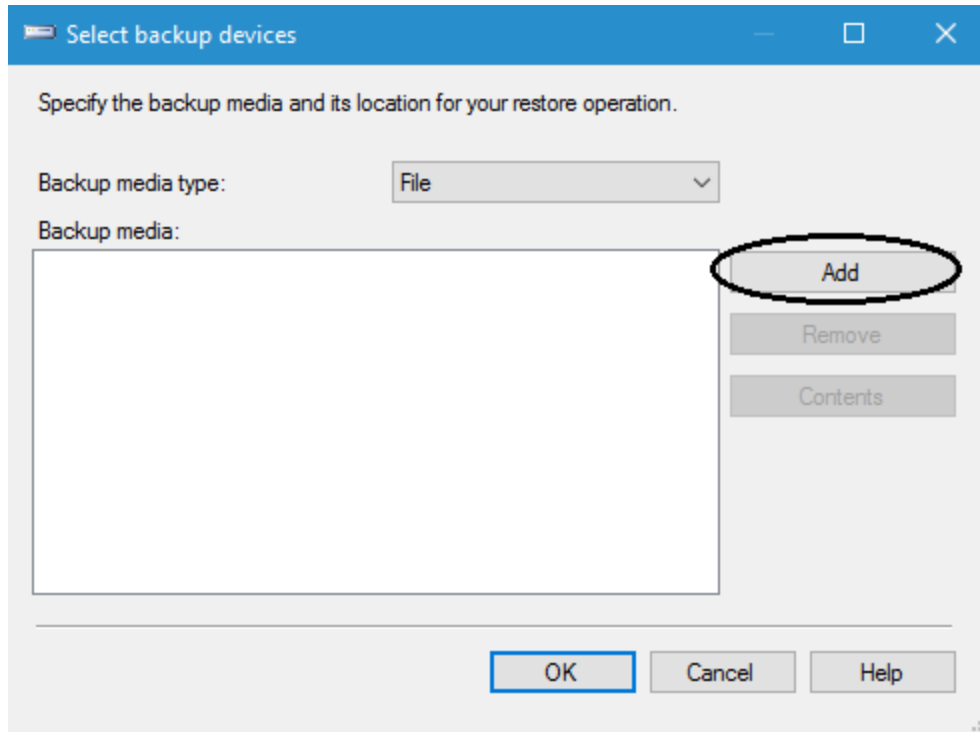 Select backup devices
Specify the backup media and its location for your restore operation.
Backup media type: File
Backup media:
Add
Remove
Contents
OK Cancel Help